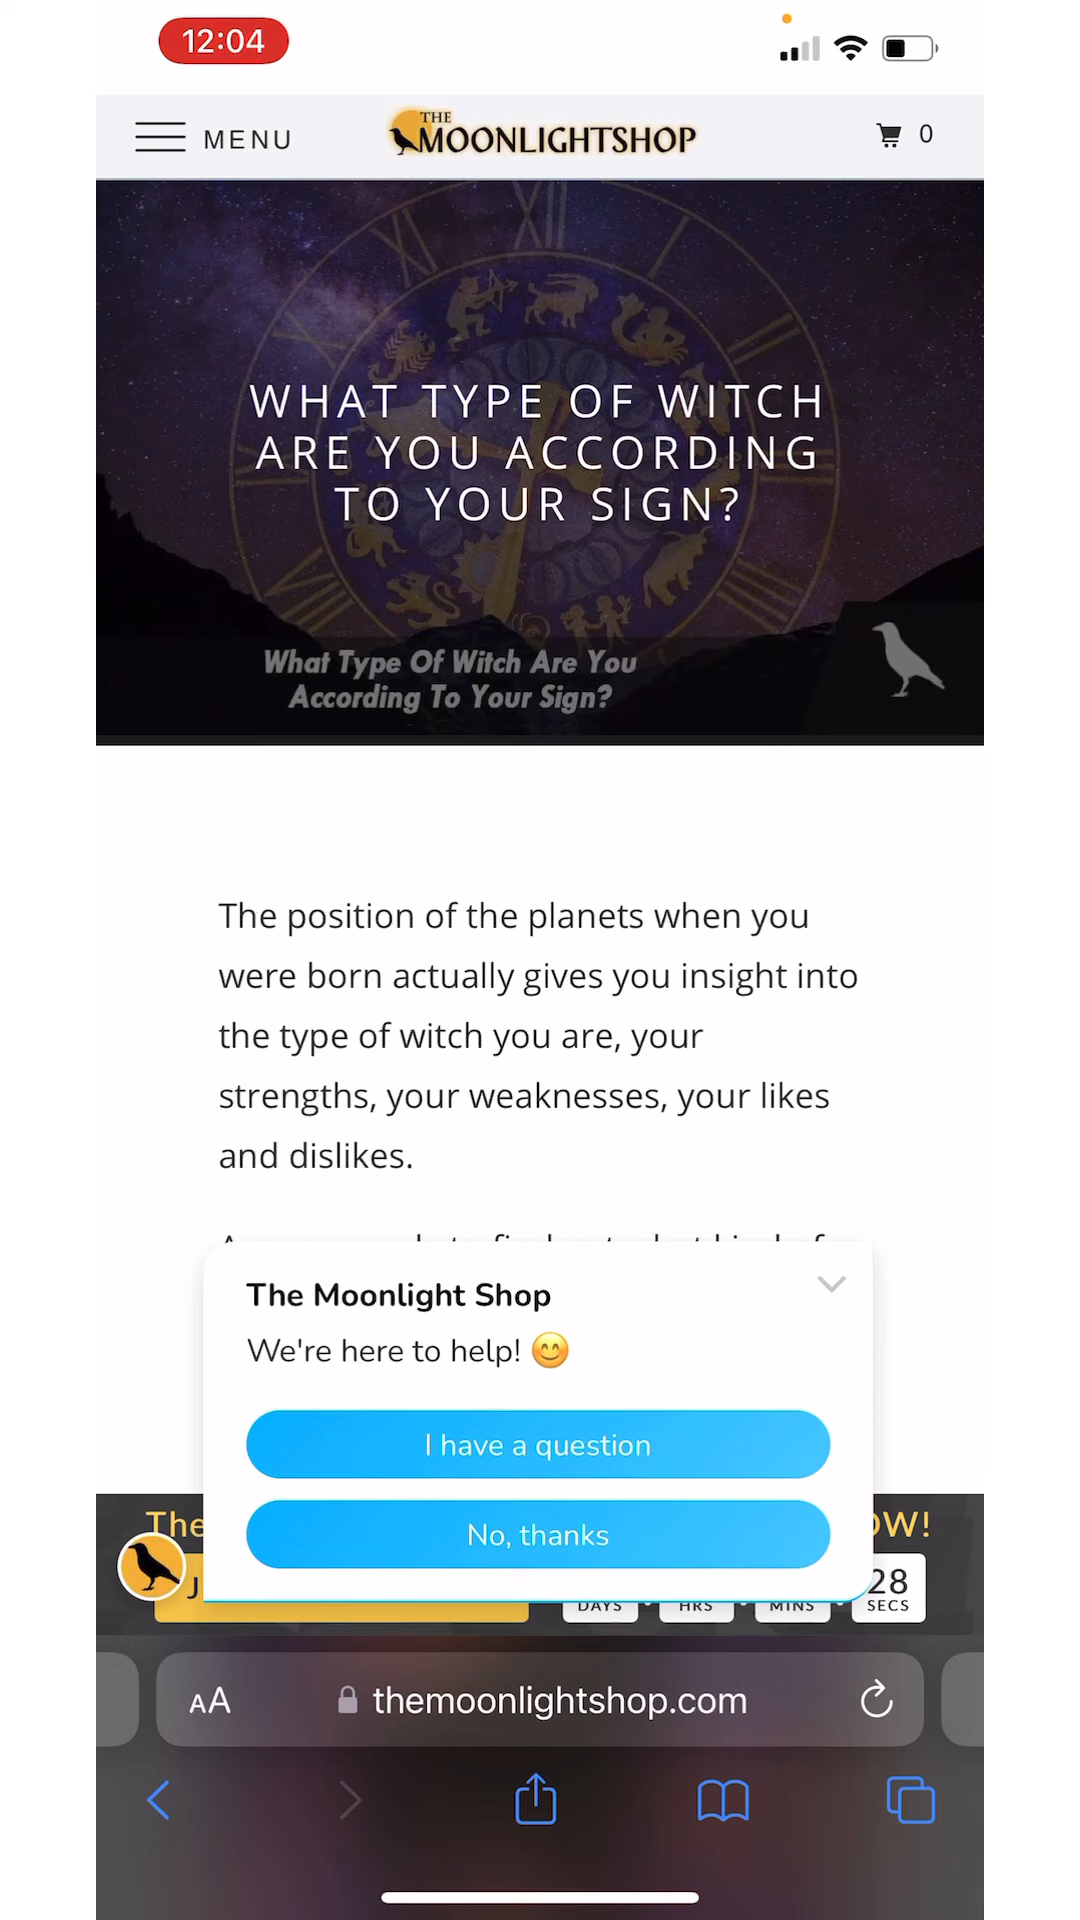 12:04
MENU
THE
MOONLIGHTSHOP
0
WHAT TYPE OF WITCH
ARE YOU ACCORDING
TO YOUR SIGN?
What Type Of Witch Are You
According To Your Sign?
The position of the planets when you
were born actually gives you insight into
the type of witch you are, your
strengths, your weaknesses, your likes
and dislikes.
The Moonlight Shop
We're here to help! 😊
I have a question
No, thanks
The
OW!
J
28
DAYS
HRS
MINS
SECS
AA
themoonlightshop.com